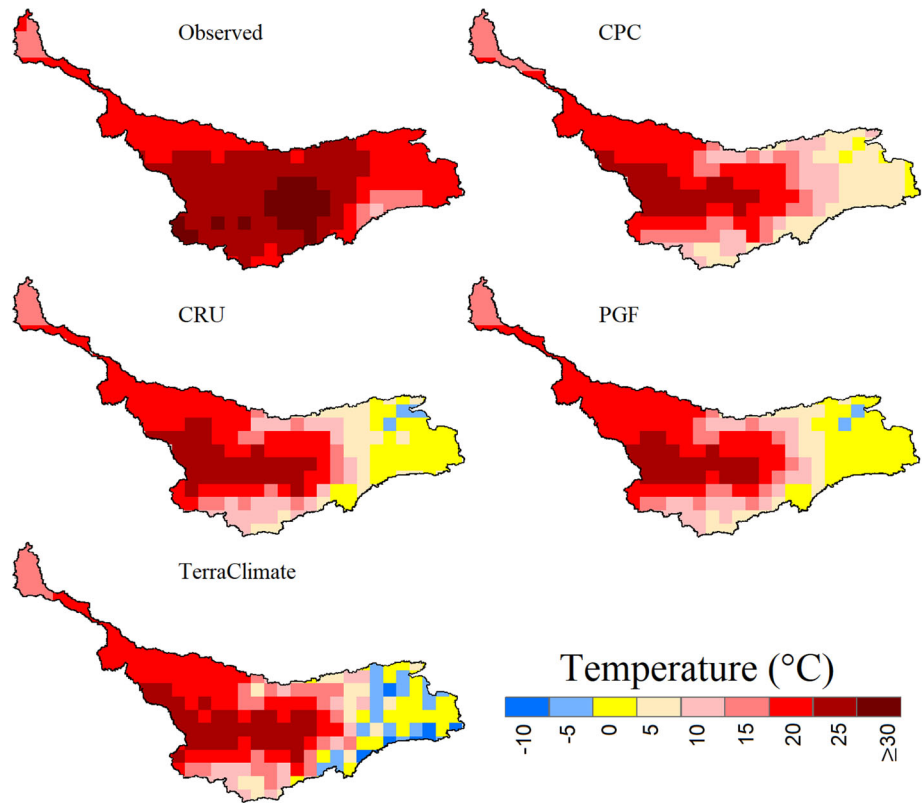 Observed
CPC
CRU
PGF
TerraClimate
Temperature (°C)
-10
-5
0
5
10
15
20
25
≥30